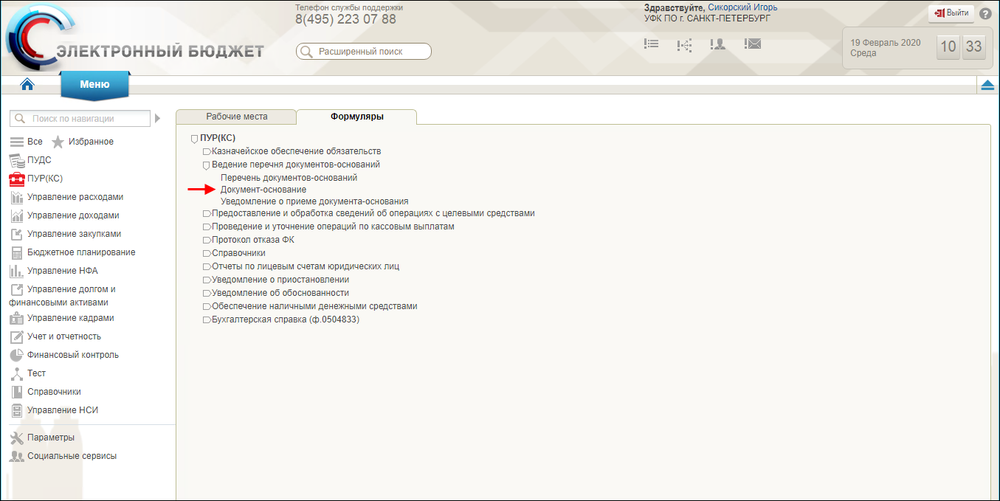 Телефон службы поддержки
8(495) 223 07 88
Здравствуйте, Сикорский Игорь
УФК ПО г. САНКТ-ПЕТЕРБУРГ
Выйти
?
ЭЛЕКТРОННЫЙ БЮДЖЕТ
Расширенный поиск
19 Февраль 2020
Среда
10 33
Меню
Поиск по навигации
Все Избранное
ПУДС
ПУР(КС)
Управление расходами
Управление доходами
Управление закупками
Бюджетное планирование
Управление НФА
Управление долгом и
финансовыми активами
Управление кадрами
Учет и отчетность
Финансовый контроль
Тест
Справочники
Управление НСИ
Параметры
Социальные сервисы
Рабочие места
Формуляры
ПУР(КС)
Казначейское обеспечение обязательств
Ведение перечня документов-оснований
Перечень документов-оснований
Документ-основание
Уведомление о приеме документа-основания
Предоставление и обработка сведений об операциях с целевыми средствами
Проведение и уточнение операций по кассовым выплатам
Протокол отказа ФК
Справочники
Отчеты по лицевым счетам юридических лиц
Уведомление о приостановлении
Уведомление об обоснованности
Обеспечение наличными денежными средствами
Бухгалтерская справка (ф.0504833)